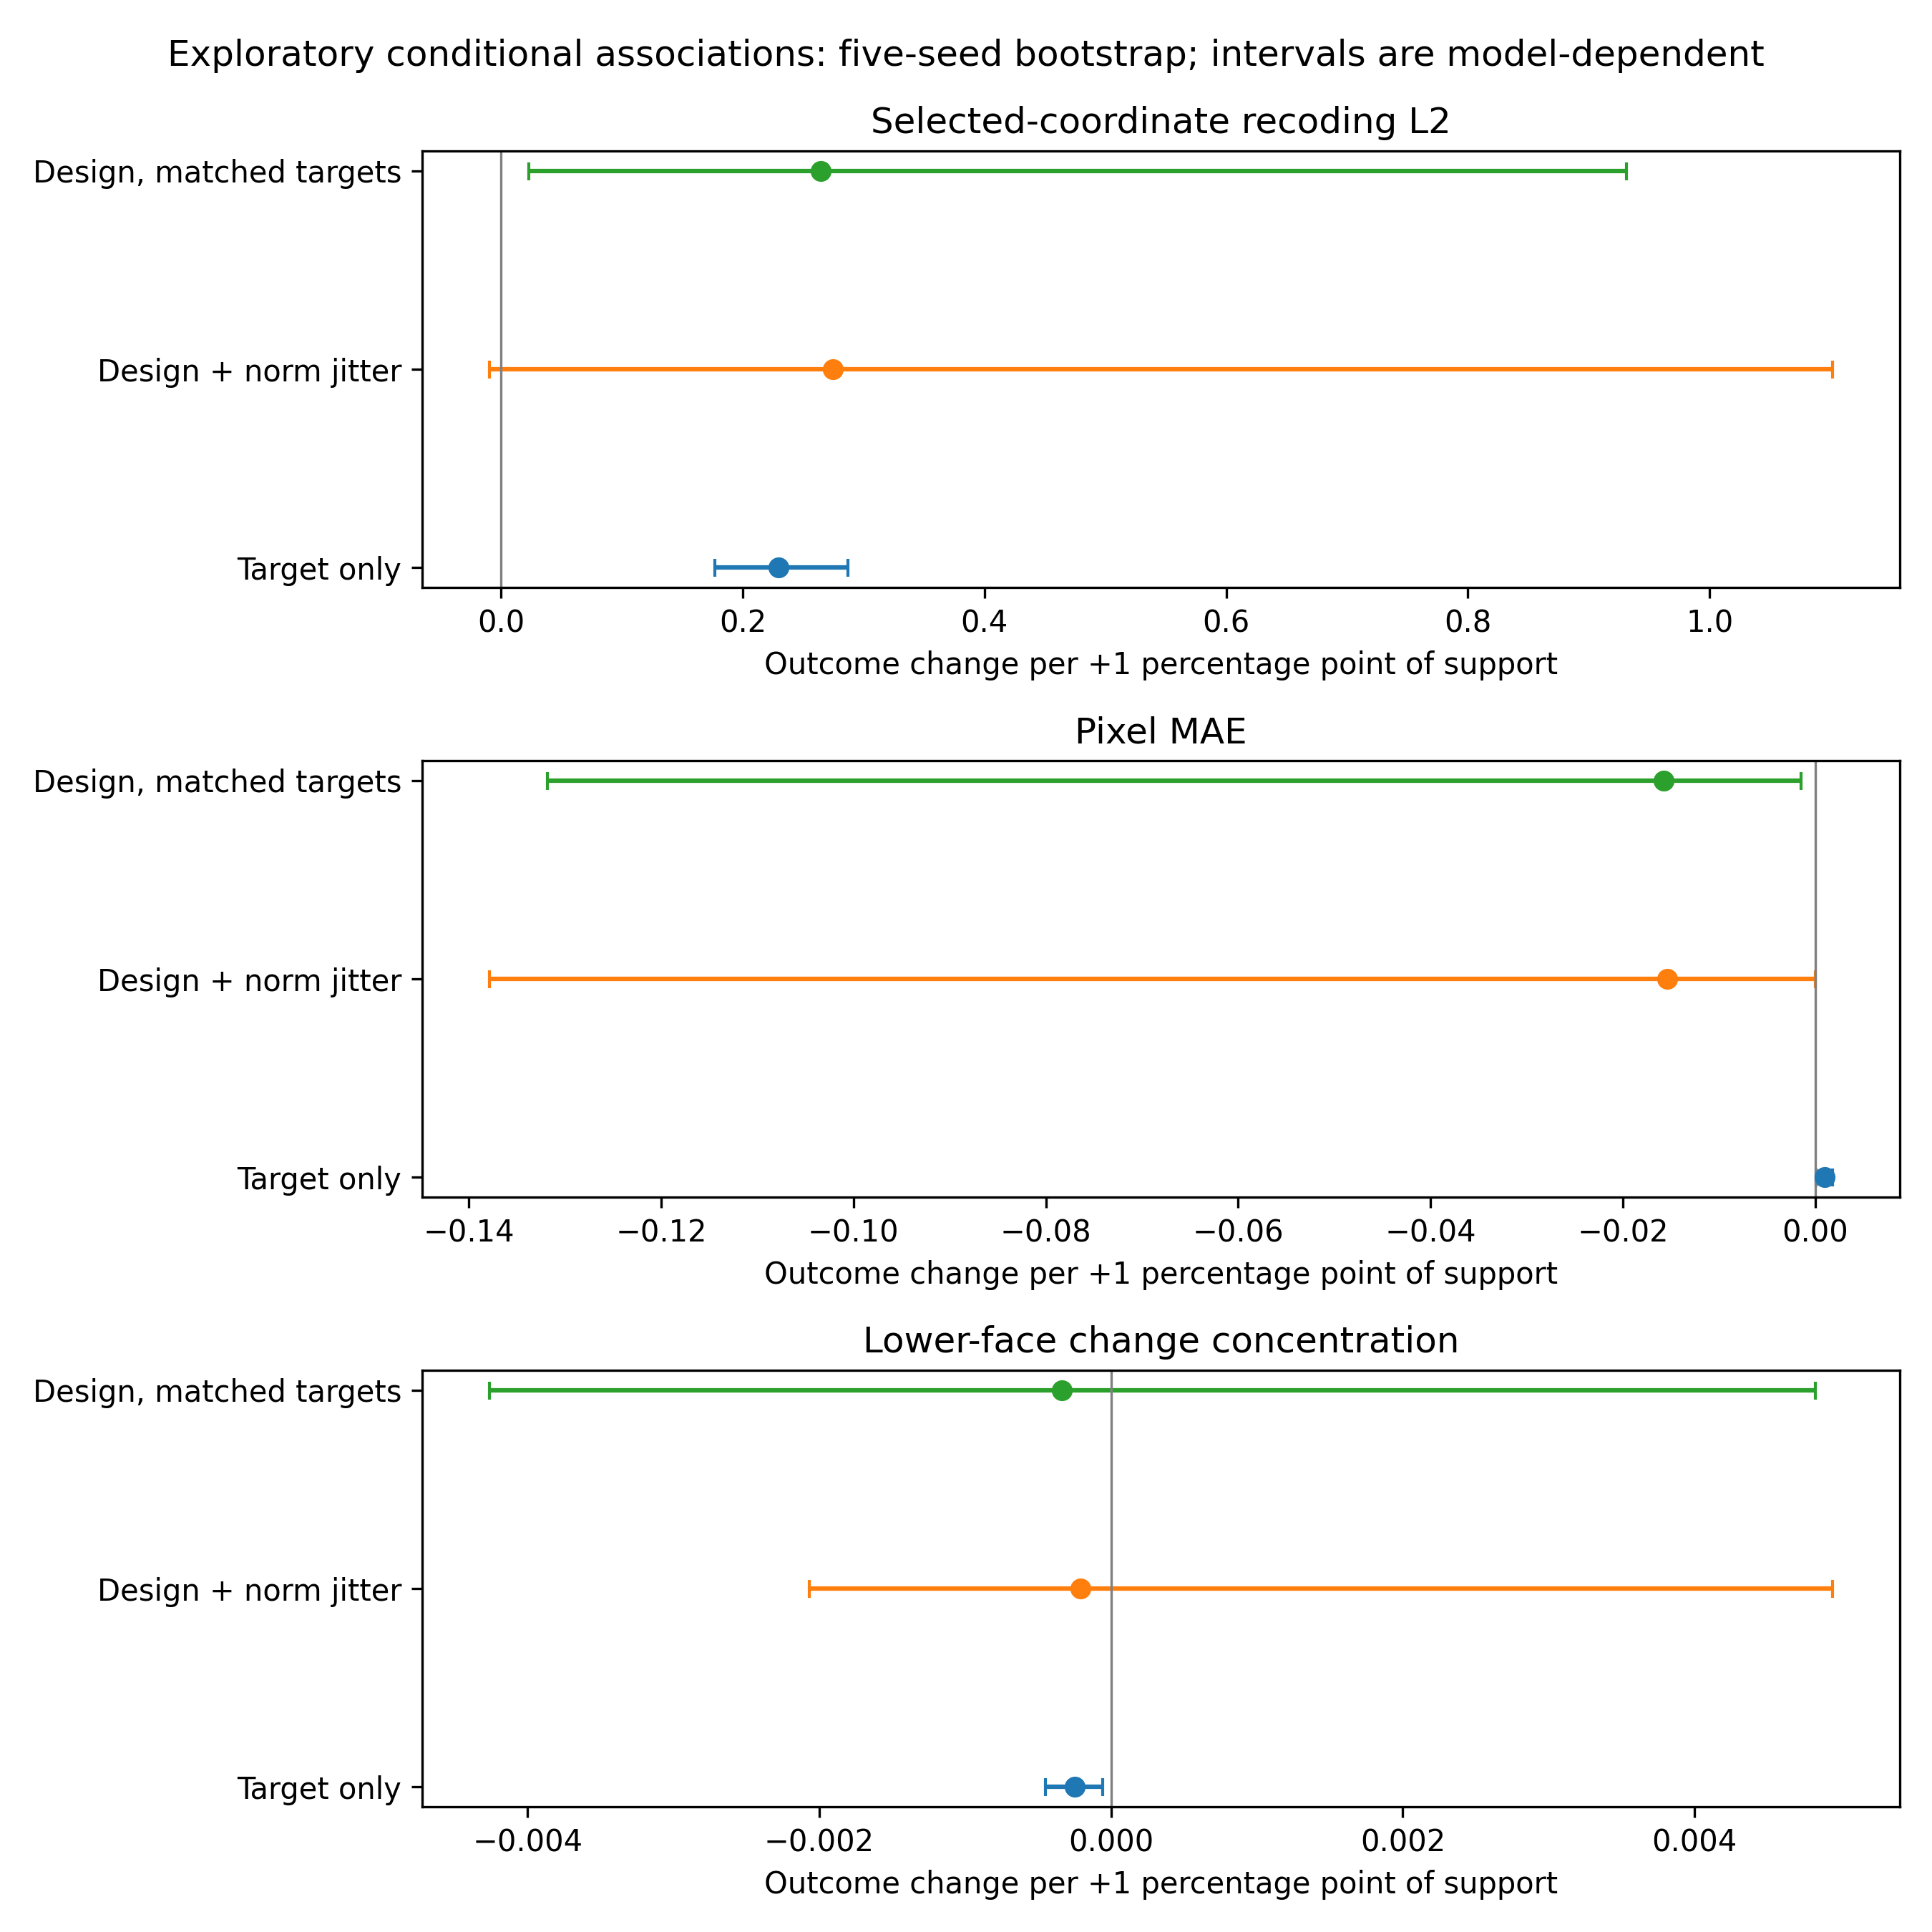 Exploratory conditional associations: five-seed bootstrap; intervals are model-dependent
Selected-coordinate recoding L2
Design, matched targets
Design + norm jitter
Target only
0.0 0.2 0.4 0.6 0.8 1.0
Outcome change per +1 percentage point of support
Pixel MAE
Design, matched targets
Design + norm jitter
Target only
−0.14 −0.12 −0.10 −0.08 −0.06 −0.04 −0.02 0.00
Outcome change per +1 percentage point of support
Lower-face change concentration
Design, matched targets
Design + norm jitter
Target only
−0.004 −0.002 0.000 0.002 0.004
Outcome change per +1 percentage point of support